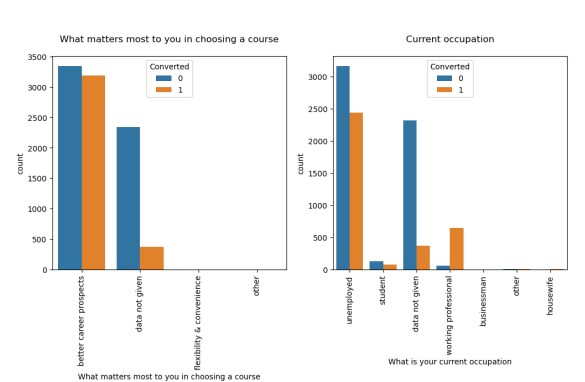 What matters most to you in choosing a course
3500
3000
2500
2000
1500
1000
500
0
count
Converted
0
1
better career prospects
data not given
flexibility & convenience
other
What matters most to you in choosing a course
Current occupation
3000
2500
2000
1500
1000
500
0
count
Converted
0
1
unemployed
student
data not given
working professional
businessman
other
housewife
What is your current occupation